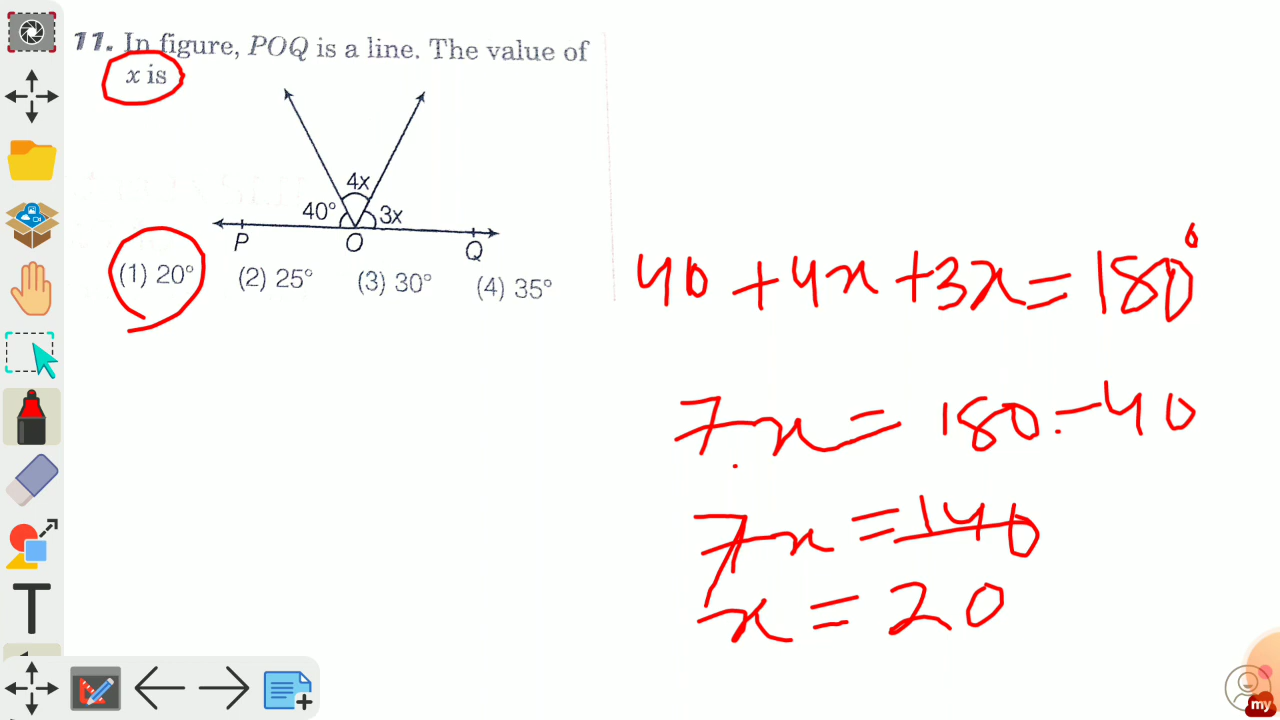 11. In figure, POQ is a line. The value of
x is
4x
40° 3x
P O Q
(1) 20° (2) 25° (3) 30° (4) 35°
40 + 4x + 3x = 180°
7x = 180 - 40
7x = 140
x = 20
T
my